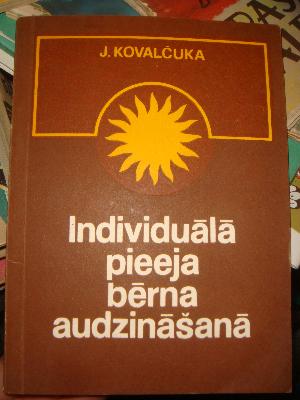 J. KOVALČUKA
Individuālā
pieeja
bērna
audzināšanā